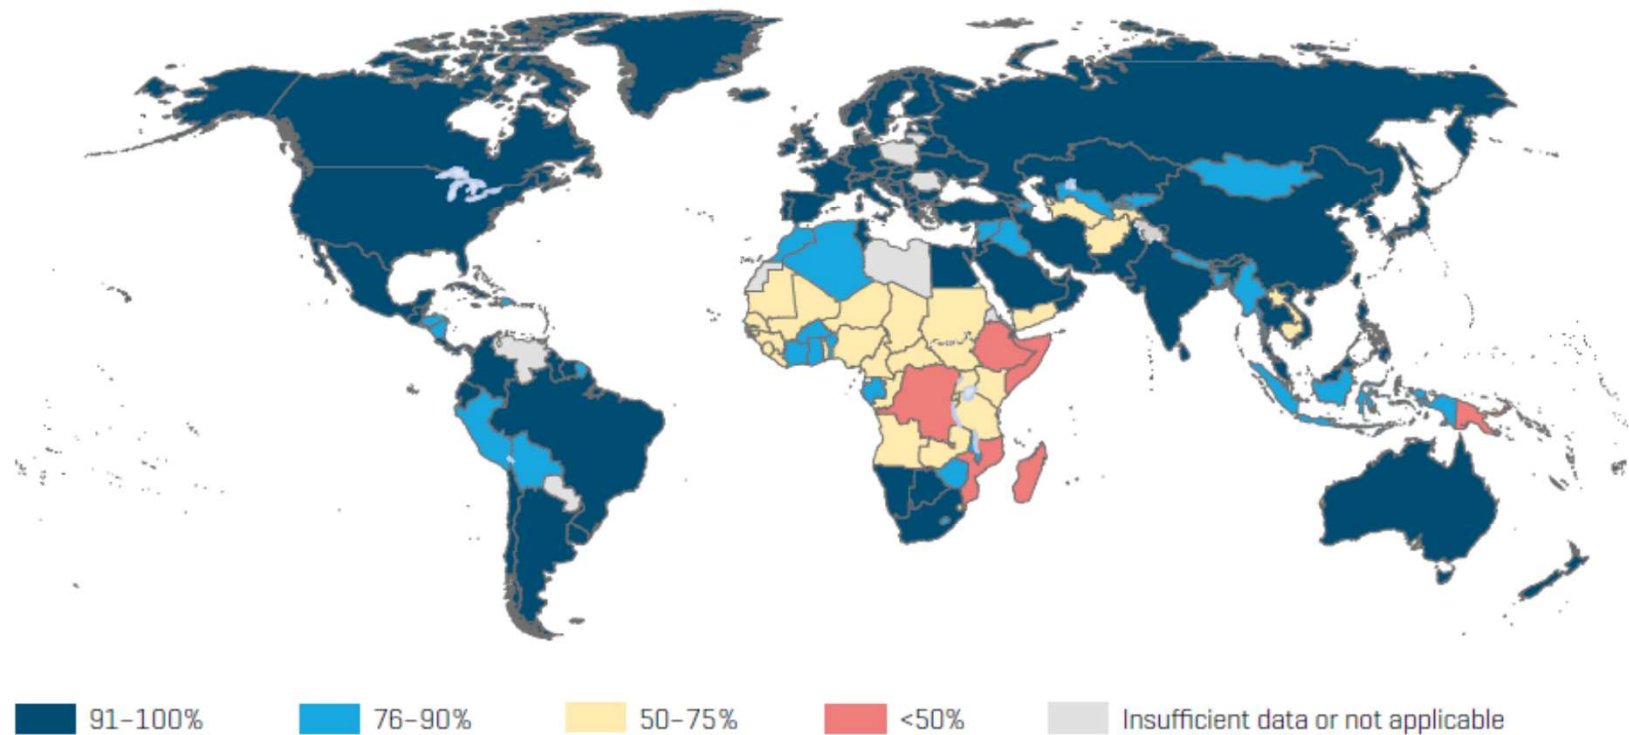 91–100%
76–90%
50–75%
<50%
Insufficient data or not applicable